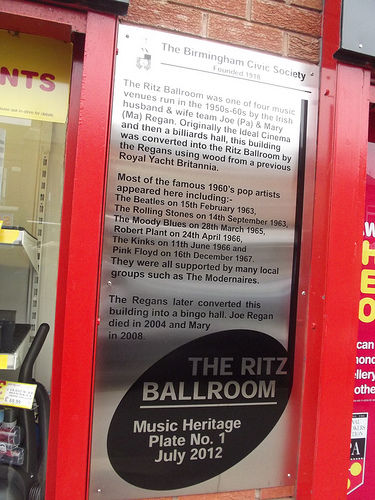 NTS
The Birmingham Civic Society
Founded 1918
The Ritz Ballroom was one of four music
venues run in the 1950s-60s by the Irish
husband & wife team Joe (Pa) & Mary
(Ma) Regan. Originally the Ideal Cinema
and then a billiards hall, this building
was converted into the Ritz Ballroom by
the Regans using wood from a previous
Royal Yacht Britannia.
Most of the famous 1960's pop artists
appeared here including:-
The Beatles on 15th February 1963,
The Rolling Stones on 14th September 1963,
The Moody Blues on 28th March 1965,
Robert Plant on 24th April 1966,
The Kinks on 11th June 1966 and
Pink Floyd on 16th December 1967.
They were all supported by many local
groups such as The Modernaires.
The Regans later converted this
building into a bingo hall. Joe Regan
died in 2004 and Mary
in 2008.
THE RITZ
BALLROOM
Music Heritage
Plate No. 1
July 2012
W
H
E
O
can
hono
llery
othe
A